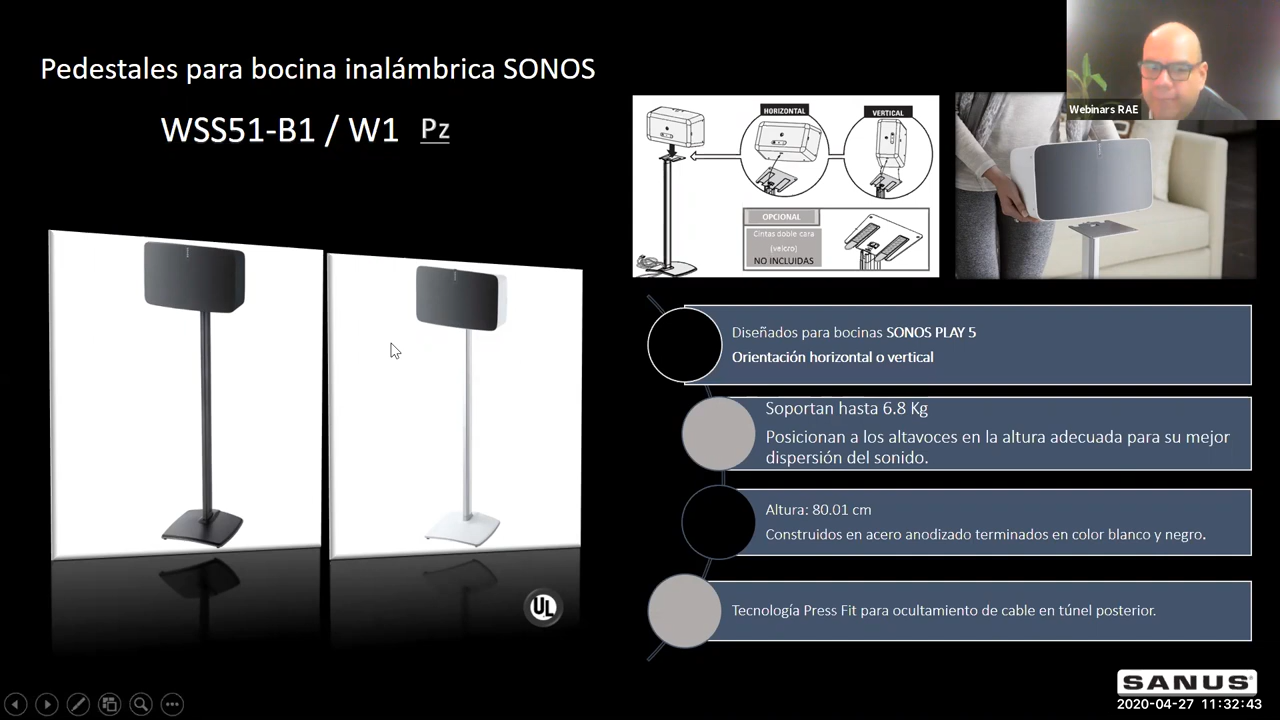 Pedestales para bocina inalámbrica SONOS
WSS51-B1 / W1 Pz
HORIZONTAL
VERTICAL
OPCIONAL
Cintas doble cara
(velcro)
NO INCLUIDAS
Webinars RAE
Diseñados para bocinas SONOS PLAY 5
Orientación horizontal o vertical
Soportan hasta 6.8 Kg
Posicionan a los altavoces en la altura adecuada para su mejor
dispersión del sonido.
Altura: 80.01 cm
Construidos en acero anodizado terminados en color blanco y negro.
Tecnología Press Fit para ocultamiento de cable en túnel posterior.
UL
SANUS
2020-04-27 11:32:43